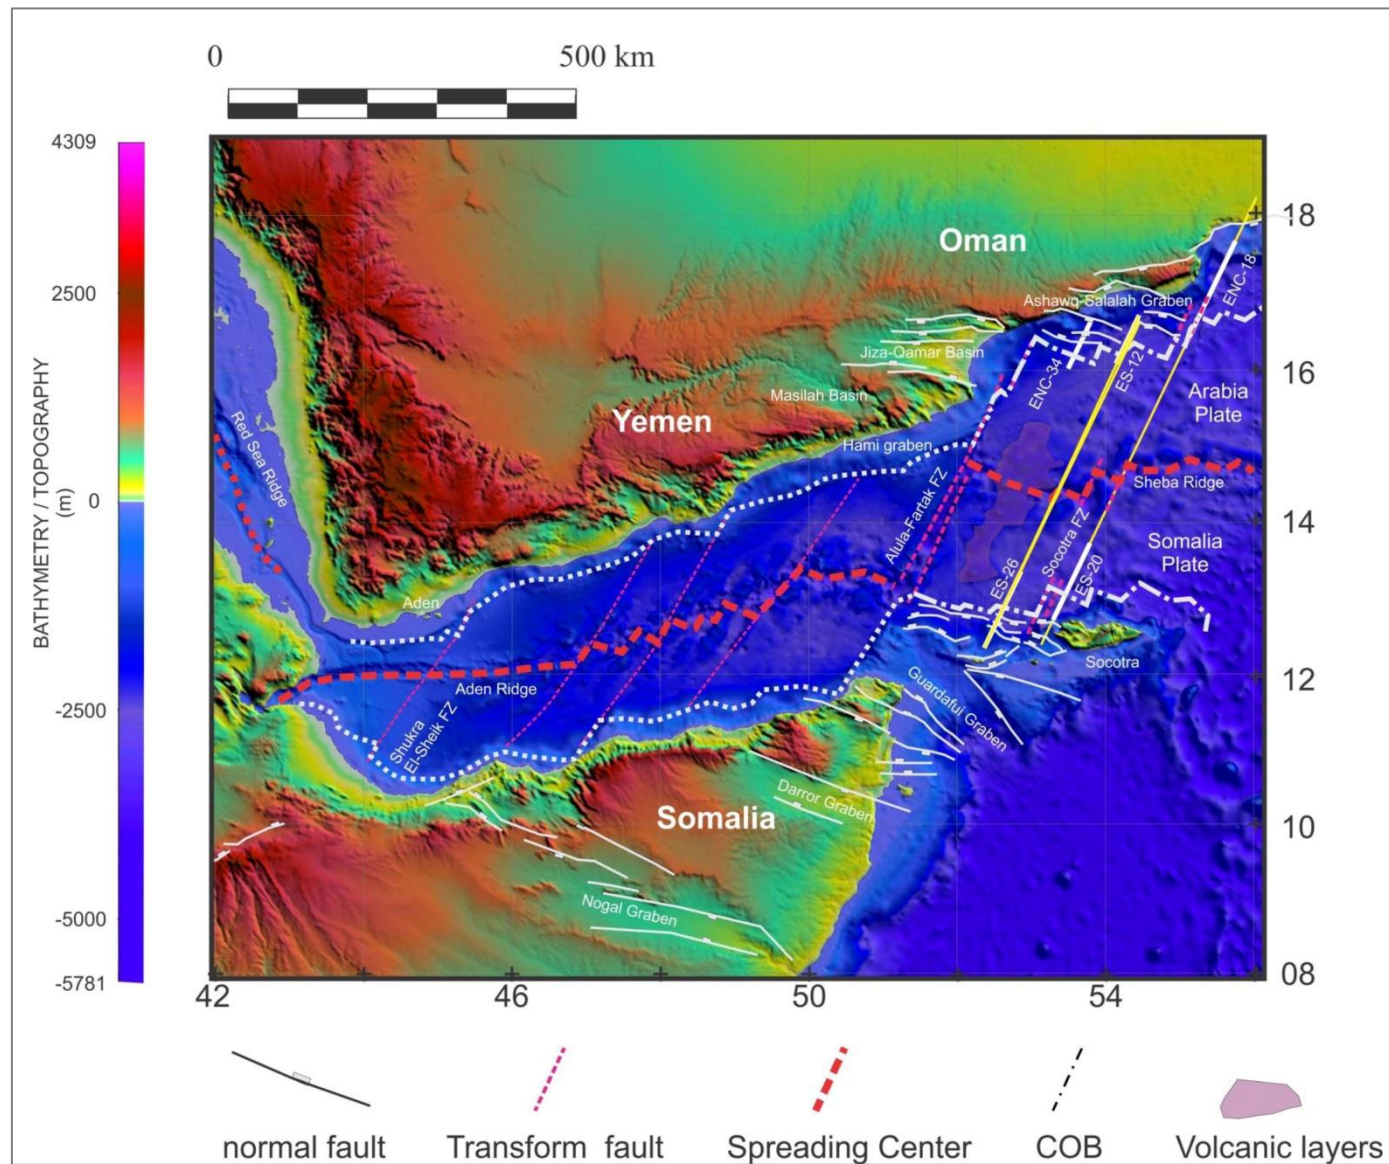 0 500 km
4309
2500
0
-2500
-5000
-5781
BATHYMETRY / TOPOGRAPHY
(m)
Oman
Ashawq-Salalah Graben
ENC-18
Jiza-Qamar Basin
ENC-34
ES-12
Masilah Basin
Arabia
Plate
Yemen
Red Sea Ridge
Hami graben
Alula-Fartak FZ
Sheba Ridge
Socotra FZ
Somalia
Plate
ES-26
ES-20
Aden
Socotra
Aden Ridge
Guardafui Graben
Shukra
El-Sheik FZ
Darror Graben
Somalia
Nogal Graben
18
16
14
12
10
08
42 46 50 54
normal fault Transform fault Spreading Center COB Volcanic layers